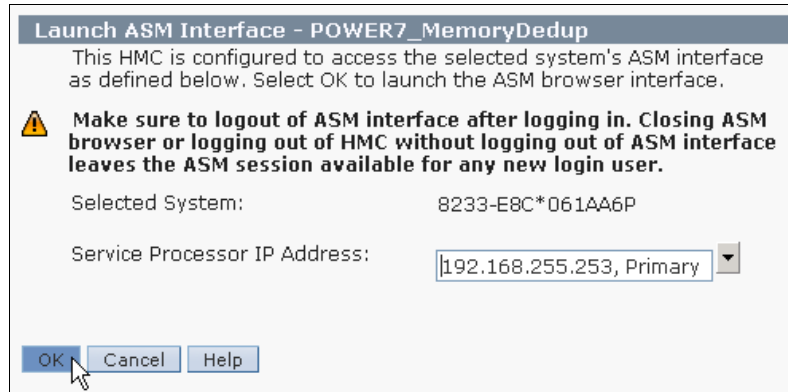 Launch ASM Interface - POWER7_MemoryDedup
This HMC is configured to access the selected system's ASM interface
as defined below. Select OK to launch the ASM browser interface.
Make sure to logout of ASM interface after logging in. Closing ASM
browser or logging out of HMC without logging out of ASM interface
leaves the ASM session available for any new login user.
Selected System: 8233-E8C*061AA6P
Service Processor IP Address: 192.168.255.253, Primary
OK Cancel Help